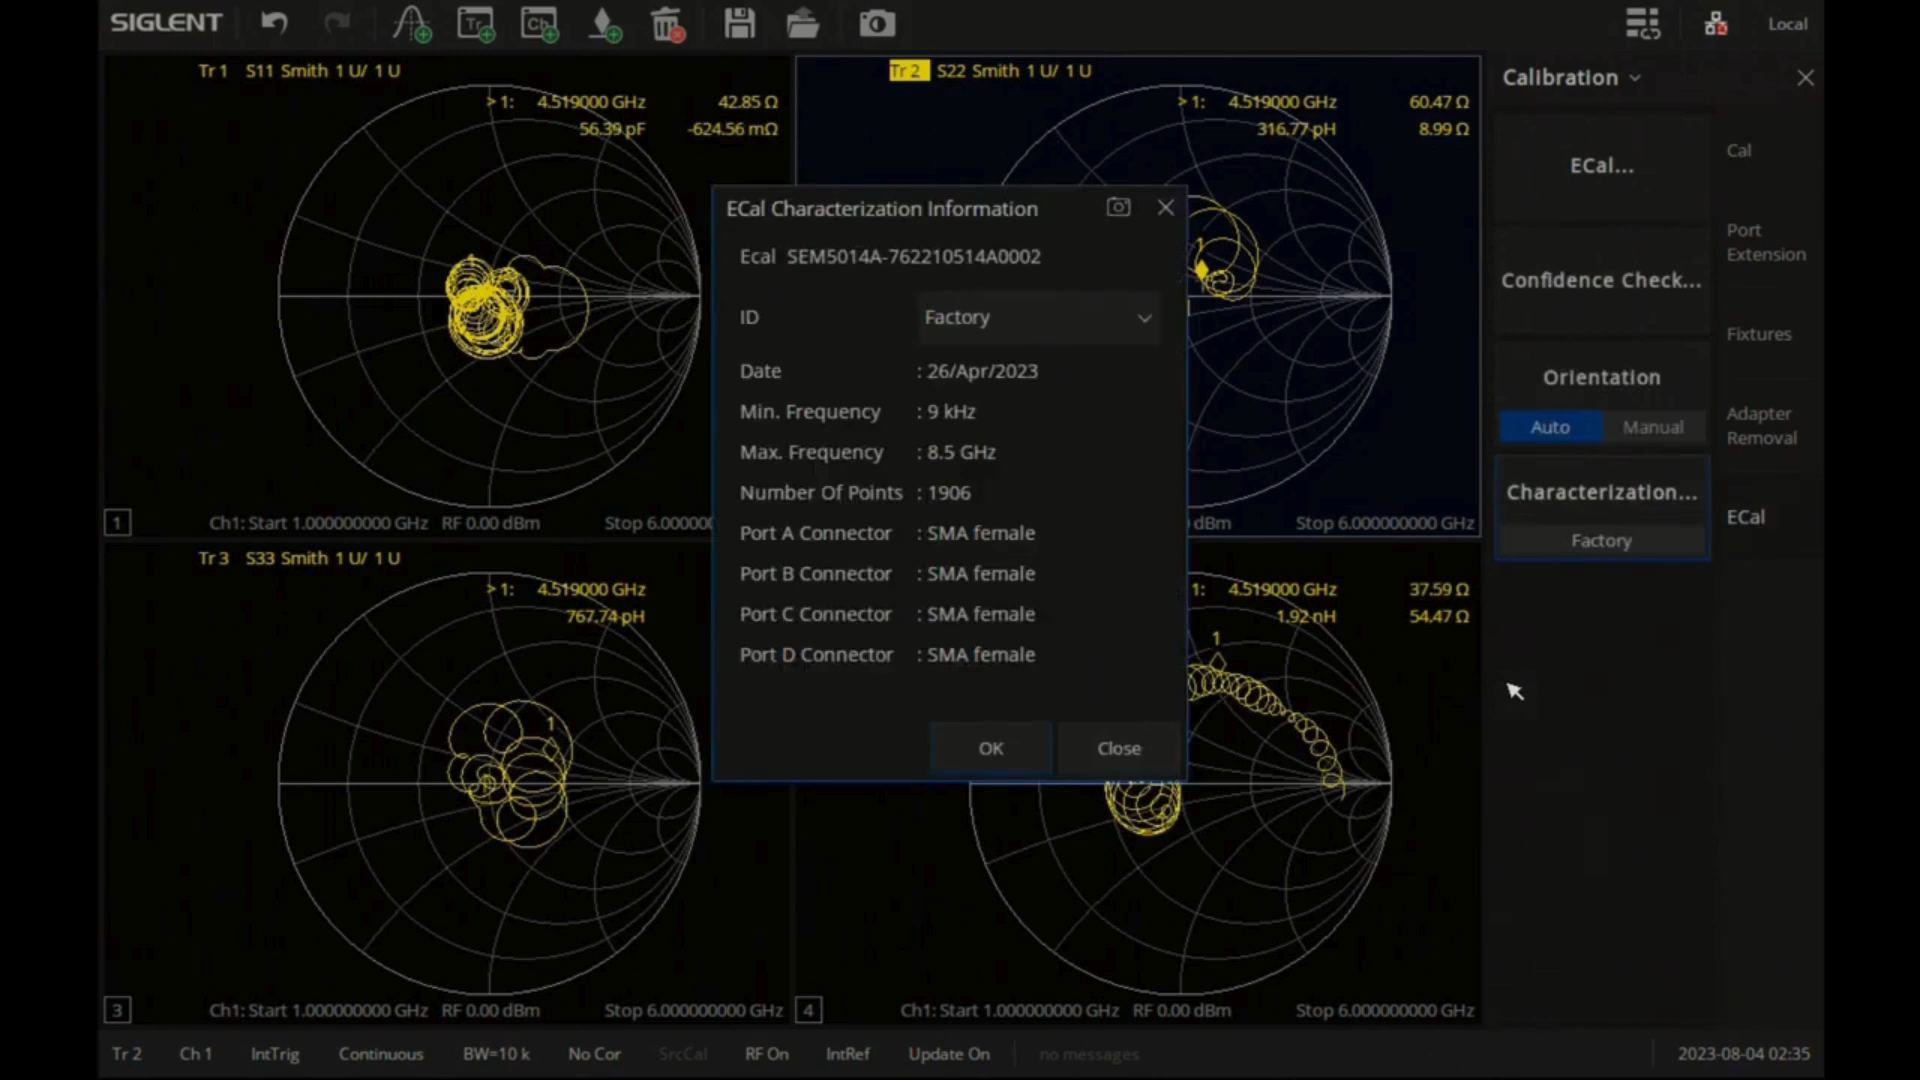 SIGLENT
Tr
Ch
Local
Tr 1 S11 Smith 1 U/ 1 U
> 1: 4.519000 GHz 42.85 Ω
56.39 pF -624.56 mΩ
1
Ch1: Start 1.000000000 GHz RF 0.00 dBm Stop 6.00000
Tr 2 S22 Smith 1 U/ 1 U
> 1: 4.519000 GHz 60.47 Ω
316.77 pH 8.99 Ω
1
dBm Stop 6.000000000 GHz
Tr 3 S33 Smith 1 U/ 1 U
> 1: 4.519000 GHz
767.74 pH
1
3
Ch1: Start 1.000000000 GHz RF 0.00 dBm Stop 6.000000000 GHz
1: 4.519000 GHz 37.59 Ω
1.92 nH 54.47 Ω
1
4
Ch1: Start 1.000000000 GHz RF 0.00 dBm Stop 6.000000000 GHz
ECal Characterization Information
Ecal SEM5014A-762210514A0002
ID Factory
Date : 26/Apr/2023
Min. Frequency : 9 kHz
Max. Frequency : 8.5 GHz
Number Of Points : 1906
Port A Connector : SMA female
Port B Connector : SMA female
Port C Connector : SMA female
Port D Connector : SMA female
OK Close
Calibration
ECal...
Confidence Check...
Orientation
Auto Manual
Characterization...
Factory
Cal
Port
Extension
Fixtures
Adapter
Removal
ECal
Tr 2 Ch 1 IntTrig Continuous BW=10 k No Cor SrcCal RF On IntRef Update On no messages 2023-08-04 02:35